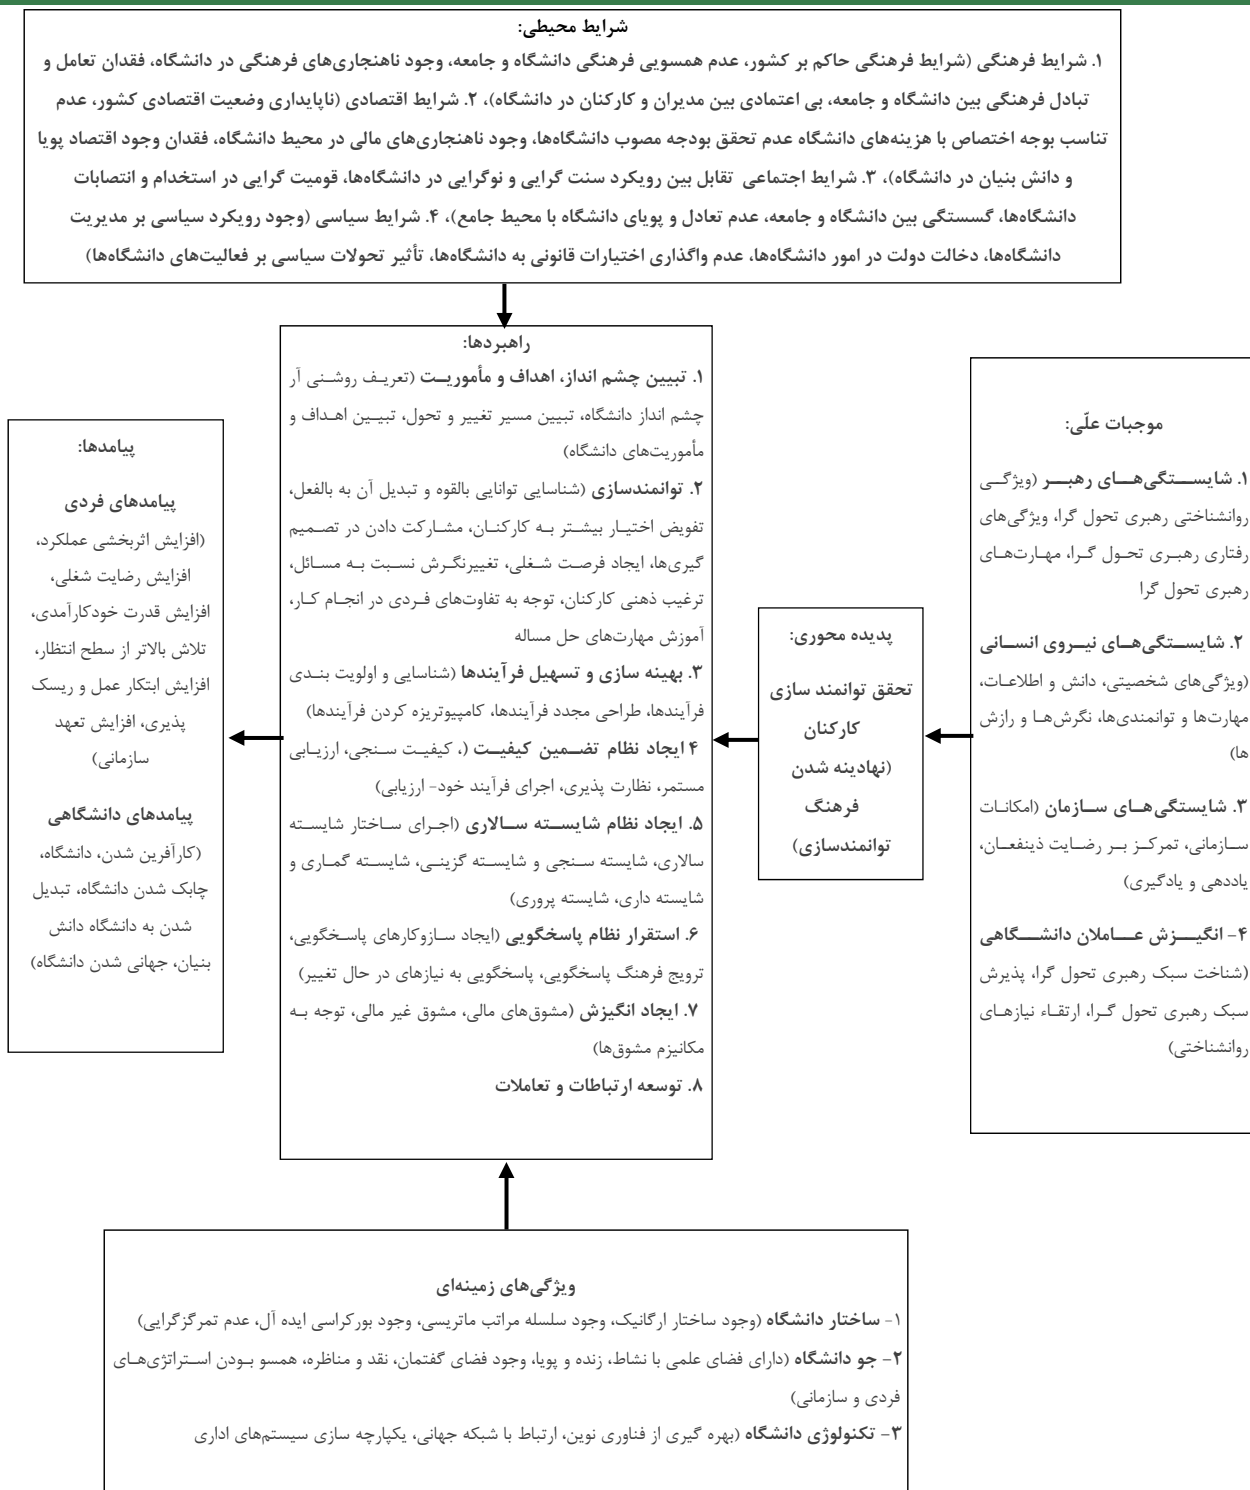 شرایط محیطی:
۱. شرایط فرهنگی (شرایط فرهنگی حاکم بر کشور، عدم همسویی فرهنگی دانشگاه و جامعه، وجود ناهنجاری‌های فرهنگی در دانشگاه، فقدان تعامل و
تبادل فرهنگی بین دانشگاه و جامعه، بی اعتمادی بین مدیران و کارکنان در دانشگاه)، ۲. شرایط اقتصادی (ناپایداری وضعیت اقتصادی کشور، عدم
تناسب بوجه اختصاص با هزینه‌های دانشگاه عدم تحقق بودجه مصوب دانشگاه‌ها، وجود ناهنجاری‌های مالی در محیط دانشگاه، فقدان وجود اقتصاد پویا
و دانش بنیان در دانشگاه)، ۳. شرایط اجتماعی تقابل بین رویکرد سنت گرایی و نوگرایی در دانشگاه‌ها، قومیت گرایی در استخدام و انتصابات
دانشگاه‌ها، گسستگی بین دانشگاه و جامعه، عدم تعادل و پویای دانشگاه با محیط جامع)، ۴. شرایط سیاسی (وجود رویکرد سیاسی بر مدیریت
دانشگاه‌ها، دخالت دولت در امور دانشگاه‌ها، عدم واگذاری اختیارات قانونی به دانشگاه‌ها، تأثیر تحولات سیاسی بر فعالیت‌های دانشگاه‌ها)
موجبات علّی:
۱. شایستگی‌های رهبر (ویژگی
روانشناختی رهبری تحول گرا، ویژگی‌های
رفتاری رهبری تحول گرا، مهارت‌های
رهبری تحول گرا
۲. شایستگی‌های نیروی انسانی
(ویژگی‌های شخصیتی، دانش و اطلاعات،
مهارت‌ها و توانمندی‌ها، نگرش‌ها و رازش
ها)
۳. شایستگی‌های سازمان (امکانات
سازمانی، تمرکز بر رضایت ذینفعان،
یاددهی و یادگیری)
۴- انگیزش عاملان دانشگاهی
(شناخت سبک رهبری تحول گرا، پذیرش
سبک رهبری تحول گرا، ارتقاء نیازهای
روانشناختی)
پدیده محوری:
تحقق توانمند سازی
کارکنان
(نهادینه شدن
فرهنگ
توانمندسازی)
راهبردها:
۱. تبیین چشم انداز، اهداف و مأموریت (تعریف روشنی آر
چشم انداز دانشگاه، تبیین مسیر تغییر و تحول، تبیین اهداف و
مأموریت‌های دانشگاه)
۲. توانمندسازی (شناسایی توانایی بالقوه و تبدیل آن به بالفعل،
تفویض اختیار بیشتر به کارکنان، مشارکت دادن در تصمیم
گیری‌ها، ایجاد فرصت شغلی، تغییرنگرش نسبت به مسائل،
ترغیب ذهنی کارکنان، توجه به تفاوت‌های فردی در انجام کار،
آموزش مهارت‌های حل مساله
۳. بهینه سازی و تسهیل فرآیندها (شناسایی و اولویت بندی
فرآیندها، طراحی مجدد فرآیندها، کامپیوتریزه کردن فرآیندها)
۴ ایجاد نظام تضمین کیفیت (، کیفیت سنجی، ارزیابی
مستمر، نظارت پذیری، اجرای فرآیند خود- ارزیابی)
۵. ایجاد نظام شایسته سالاری (اجرای ساختار شایسته
سالاری، شایسته سنجی و شایسته گزینی، شایسته گماری و
شایسته داری، شایسته پروری)
۶. استقرار نظام پاسخگویی (ایجاد سازوکارهای پاسخگویی،
ترویج فرهنگ پاسخگویی، پاسخگویی به نیازهای در حال تغییر)
۷. ایجاد انگیزش (مشوق‌های مالی، مشوق غیر مالی، توجه به
مکانیزم مشوق‌ها)
۸. توسعه ارتباطات و تعاملات
پیامدها:
پیامدهای فردی
(افزایش اثربخشی عملکرد،
افزایش رضایت شغلی،
افزایش قدرت خودکارآمدی،
تلاش بالاتر از سطح انتظار،
افزایش ابتکار عمل و ریسک
پذیری، افزایش تعهد
سازمانی)
پیامدهای دانشگاهی
(کارآفرین شدن، دانشگاه،
چابک شدن دانشگاه، تبدیل
شدن به دانشگاه دانش
بنیان، جهانی شدن دانشگاه)
ویژگی‌های زمینه‌ای
۱- ساختار دانشگاه (وجود ساختار ارگانیک، وجود سلسله مراتب ماتریسی، وجود بورکراسی ایده آل، عدم تمرگزگرایی)
۲- جو دانشگاه (دارای فضای علمی با نشاط، زنده و پویا، وجود فضای گفتمان، نقد و مناظره، همسو بودن استراتژی‌های
فردی و سازمانی)
۳- تکنولوژی دانشگاه (بهره گیری از فناوری نوین، ارتباط با شبکه جهانی، یکپارچه سازی سیستم‌های اداری